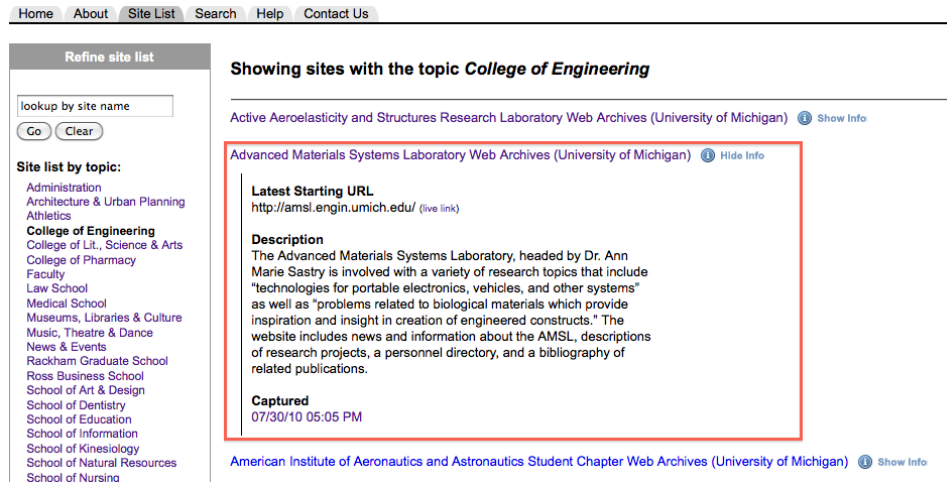 Home About Site List Search Help Contact Us
Refine site list
lookup by site name
Go Clear
Site list by topic:
Administration
Architecture & Urban Planning
Athletics
College of Engineering
College of Lit., Science & Arts
College of Pharmacy
Faculty
Law School
Medical School
Museums, Libraries & Culture
Music, Theatre & Dance
News & Events
Rackham Graduate School
Ross Business School
School of Art & Design
School of Dentistry
School of Education
School of Information
School of Kinesiology
School of Natural Resources
School of Nursing
Showing sites with the topic College of Engineering
Active Aeroelasticity and Structures Research Laboratory Web Archives (University of Michigan) i Show Info
Advanced Materials Systems Laboratory Web Archives (University of Michigan) i Hide Info
Latest Starting URL
http://amsl.engin.umich.edu/ (live link)
Description
The Advanced Materials Systems Laboratory, headed by Dr. Ann
Marie Sastry is involved with a variety of research topics that include
“technologies for portable electronics, vehicles, and other systems”
as well as “problems related to biological materials which provide
inspiration and insight in creation of engineered constructs." The
website includes news and information about the AMSL, descriptions
of research projects, a personnel directory, and a bibliography of
related publications.
Captured
07/30/10 05:05 PM
American Institute of Aeronautics and Astronautics Student Chapter Web Archives (University of Michigan) i Show Info